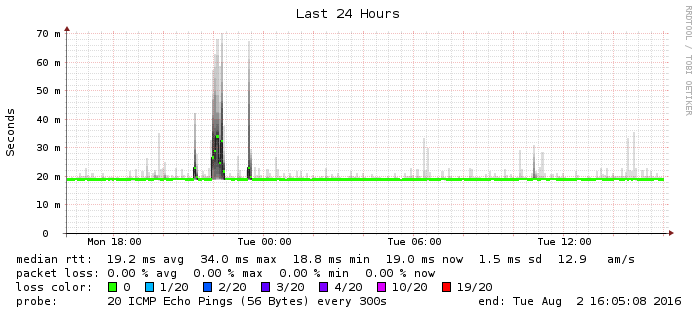 Last 24 Hours
RRDTOOL / TOBI OETIKER
Seconds
70 m
60 m
50 m
40 m
30 m
20 m
10 m
0
Mon 18:00 Tue 00:00 Tue 06:00 Tue 12:00
median rtt: 19.2 ms avg 34.0 ms max 18.8 ms min 19.0 ms now 1.5 ms sd 12.9 am/s
packet loss: 0.00 % avg 0.00 % max 0.00 % min 0.00 % now
loss color: 0 1/20 2/20 3/20 4/20 10/20 19/20
probe: 20 ICMP Echo Pings (56 Bytes) every 300s end: Tue Aug 2 16:05:08 2016